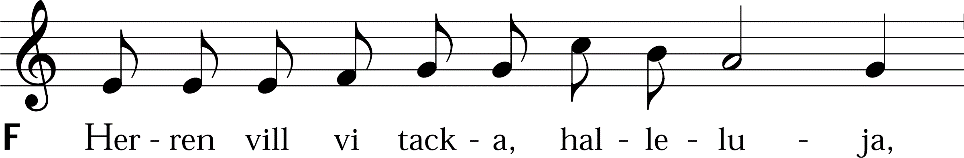 F Her - ren vill vi tack - a, hal - le - lu - ja,